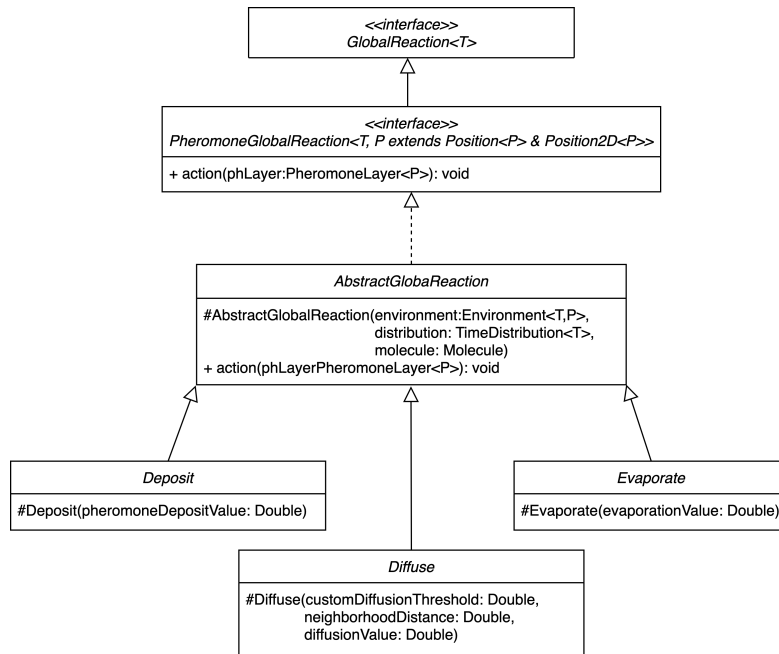 <<interface>>
GlobalReaction<T>
<<interface>>
PheromoneGlobalReaction<T, P extends Position<P> & Position2D<P>>
+ action(phLayer:PheromoneLayer<P>): void
AbstractGlobaReaction
#AbstractGlobalReaction(environment:Environment<T,P>,
distribution: TimeDistribution<T>,
molecule: Molecule)
+ action(phLayerPheromoneLayer<P>): void
Deposit
#Deposit(pheromoneDepositValue: Double)
Evaporate
#Evaporate(evaporationValue: Double)
Diffuse
#Diffuse(customDiffusionThreshold: Double,
neighborhoodDistance: Double,
diffusionValue: Double)